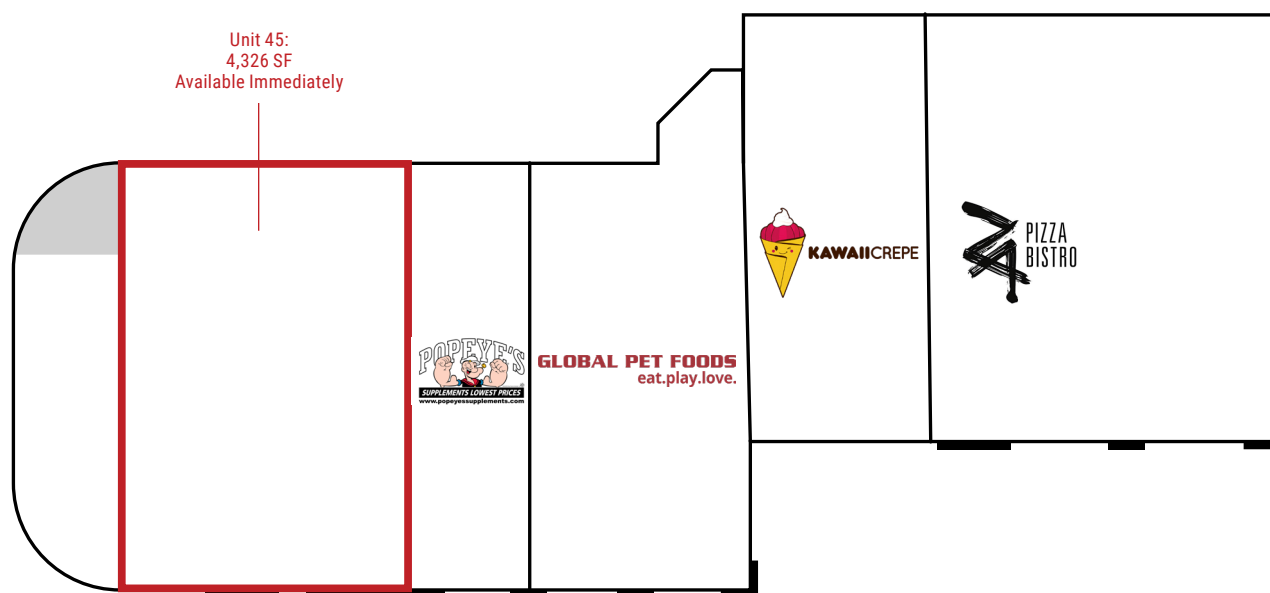 Unit 45:
4,326 SF
Available Immediately
POPEYE'S
SUPPLEMENTS LOWEST PRICES
www.popeyessupplements.com
GLOBAL PET FOODS
eat.play.love.
KAWAIICREPE
ZA
PIZZA
BISTRO